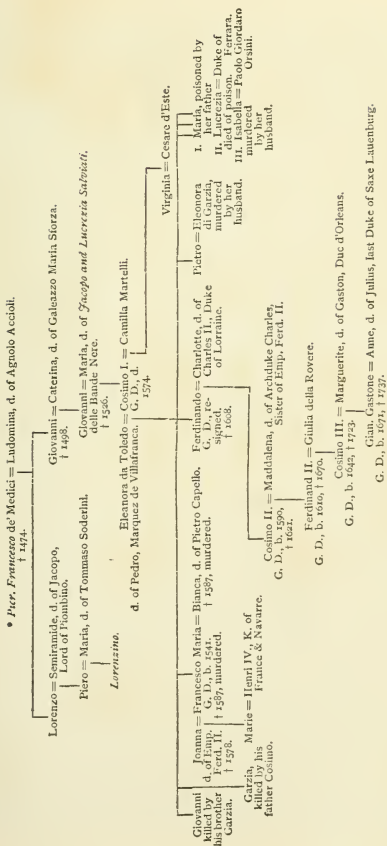 * Pier. Francesco de' Medici = Ludomina, d. of Agnolo Accioli.
† 1474.
Lorenzo = Semiramide, d. of Jacopo,
Lord of Piombino.
Giovanni = Caterina, d. of Galeazzo Maria Sforza.
† 1498.
Piero = Maria, d. of Tommaso Soderini.
Giovanni = Maria, d. of Jacopo and Lucrezia Salviati.
delle Bande Nere.
† 1526.
Lorenzino.
Eleanora da Toledo = Cosimo I. = Camilla Martelli.
d. of Pedro, Marquez de Villafranca.
G. D., d.
1574.
Virginia = Cesare d'Este.
Giovanni
killed by
his brother
Garzia.
Joanna = Francesco Maria = Bianca, d. of Pietro Capello.
d. of Emp.
Ferd. II.
† 1578.
G. D., b. 1541.
† 1587, murdered.
† 1587, murdered.
Ferdinando = Charlotte, d. of
G. D., re-
signed.
† 1608.
Charles II., Duke
of Lorraine.
Pietro = Eleonora
di Garzia,
murdered
by her
husband.
I. Maria, poisoned by
her father
II. Lucrezia = Duke of
died of poison. Ferrara.
III. Isabella = Paolo Giordaro
murdered Orsini.
by her
husband.
Garzia,
killed by his
father Cosimo.
Marie = Henri IV., K. of
France & Navarre.
Cosimo II. = Maddalena, d. of Archduke Charles,
G. D., b. 1590,
† 1621.
Sister of Emp. Ferd. II.
Ferdinand II. = Giulia della Rovere.
G. D., b. 1610, † 1670.
Cosimo III. = Marguerite, d. of Gaston, Duc d'Orleans.
G. D., b. 1642, † 1723.
Gian. Gastone = Anne, d. of Julius, last Duke of Saxe Lauenburg.
G. D., b. 1671, † 1737.